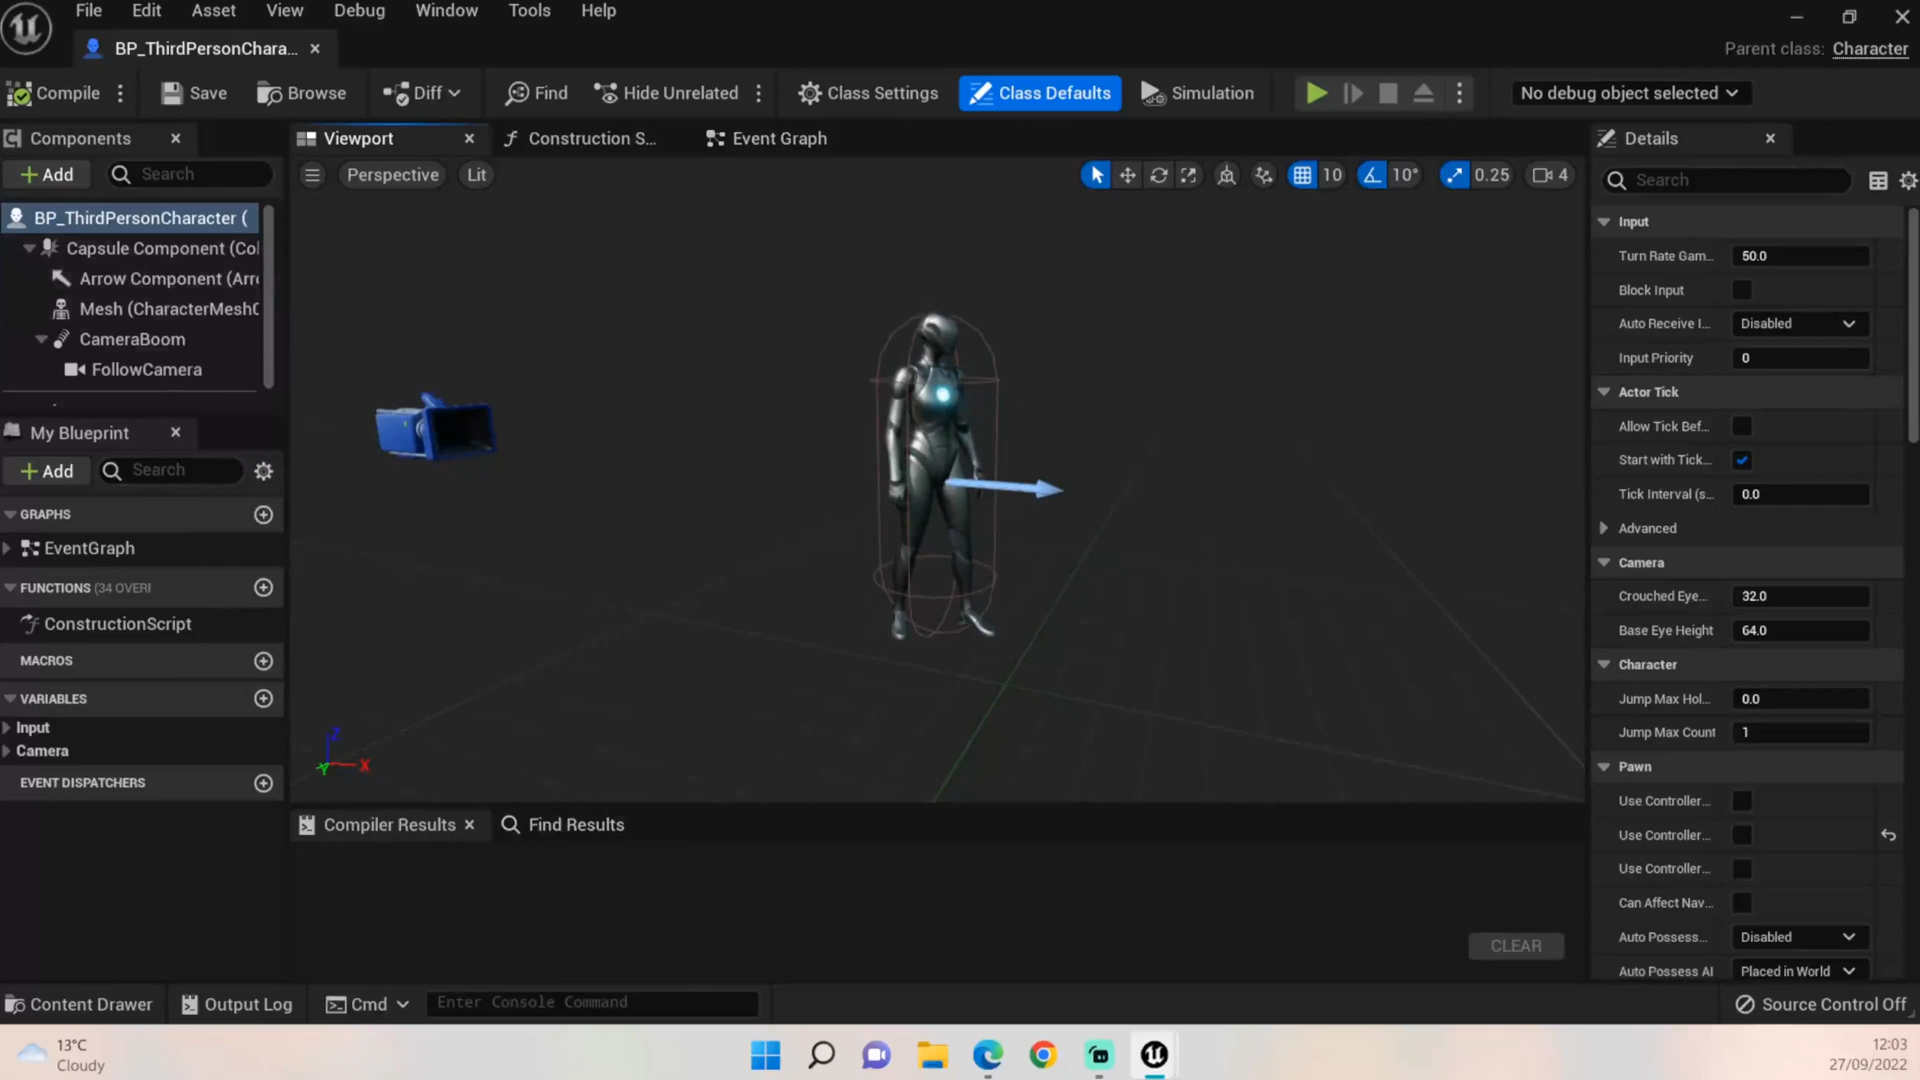 File Edit Asset View Debug Window Tools Help
BP_ThirdPersonChara...
Parent class: Character
Compile Save Browse Diff Find Hide Unrelated Class Settings Class Defaults Simulation No debug object selected
Components
Viewport
Construction S...
Event Graph
Details
Add
Search
Perspective
Lit
10
10°
0.25
4
Search
BP_ThirdPersonCharacter (
Capsule Component (Col
Arrow Component (Arro
Mesh (CharacterMesh0
CameraBoom
FollowCamera
My Blueprint
Add
Search
GRAPHS
EventGraph
FUNCTIONS (34 OVERI
ConstructionScript
MACROS
VARIABLES
Input
Camera
EVENT DISPATCHERS
Z
Y
X
Input
Turn Rate Gam... 50.0
Block Input
Auto Receive I... Disabled
Input Priority 0
Actor Tick
Allow Tick Bef...
Start with Tick...
Tick Interval (s... 0.0
Advanced
Camera
Crouched Eye... 32.0
Base Eye Height 64.0
Character
Jump Max Hol... 0.0
Jump Max Count 1
Pawn
Use Controller...
Use Controller...
Use Controller...
Can Affect Nav...
Auto Possess... Disabled
Auto Possess AI Placed in World
Compiler Results
Find Results
CLEAR
Content Drawer
Output Log
Cmd
Enter Console Command
Source Control Off
13°C
Cloudy
12:03
27/09/2022